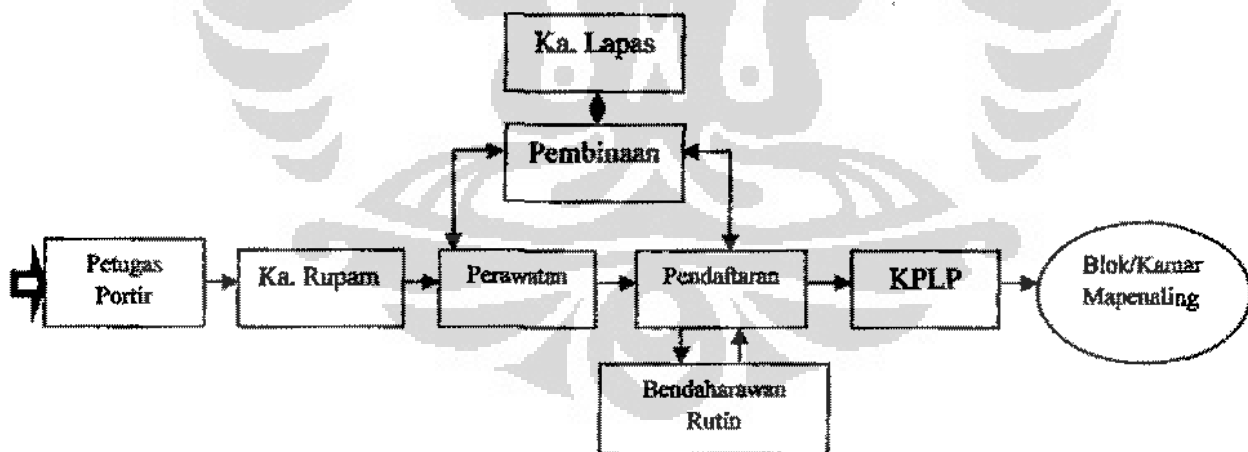 Ka. Lapas
Pembinaan
Petugas
Portir
Ka. Rupam
Perawatan
Pendaftaran
KPLP
Blok/Kamar
Mapenaling
Bendaharawan
Rutin